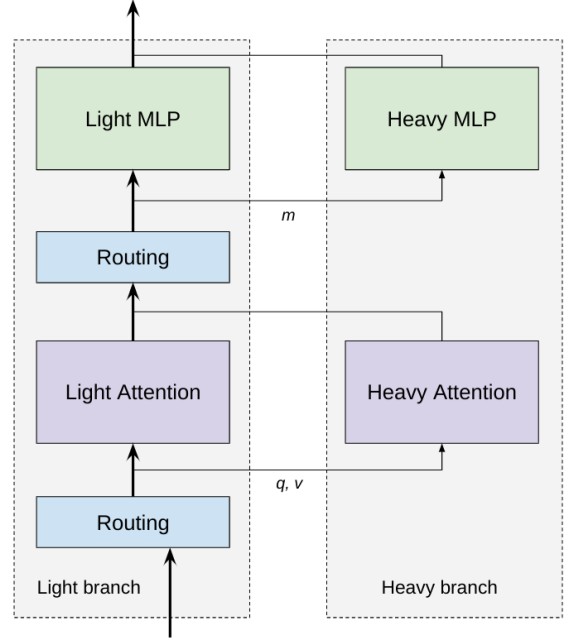 Light MLP
Heavy MLP
m
Routing
Light Attention
Heavy Attention
q, v
Routing
Light branch
Heavy branch